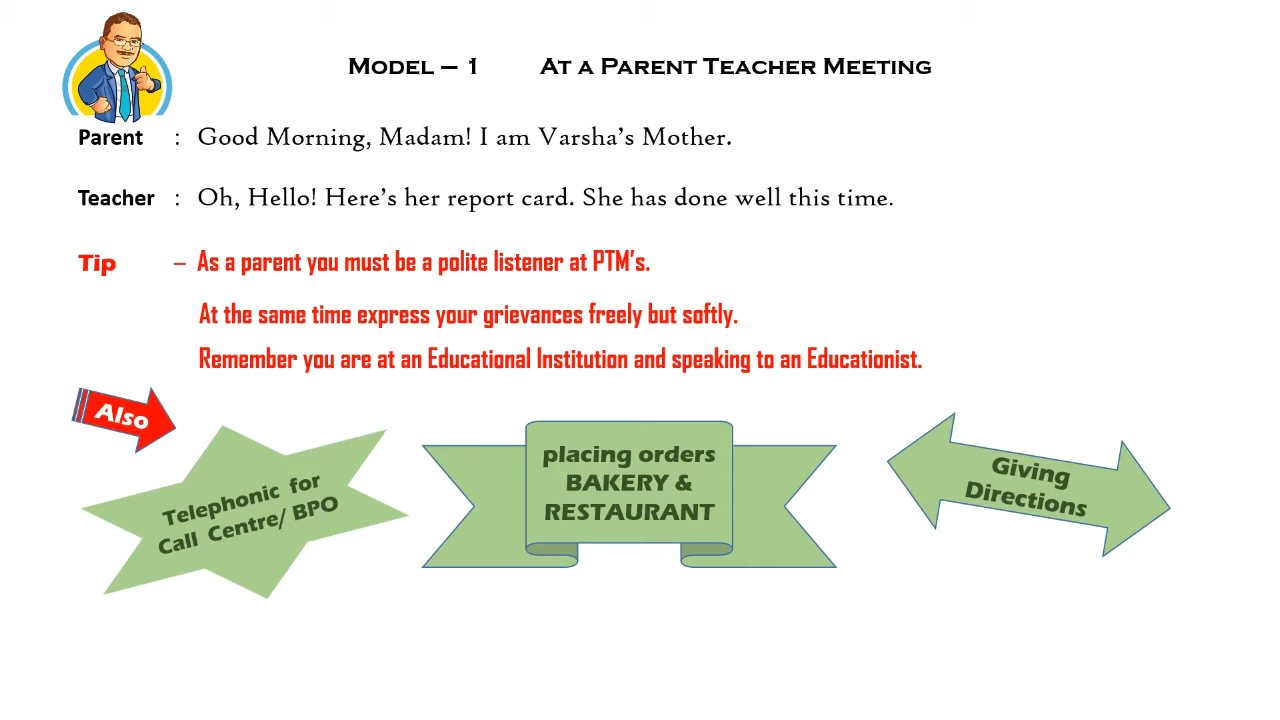 MODEL – 1 AT A PARENT TEACHER MEETING
Parent : Good Morning, Madam! I am Varsha's Mother.
Teacher : Oh, Hello! Here's her report card. She has done well this time.
Tip – As a parent you must be a polite listener at PTM's.
At the same time express your grievances freely but softly.
Remember you are at an Educational Institution and speaking to an Educationist.
Also
Telephonic for
Call Centre/ BPO
placing orders
BAKERY &
RESTAURANT
Giving
Directions